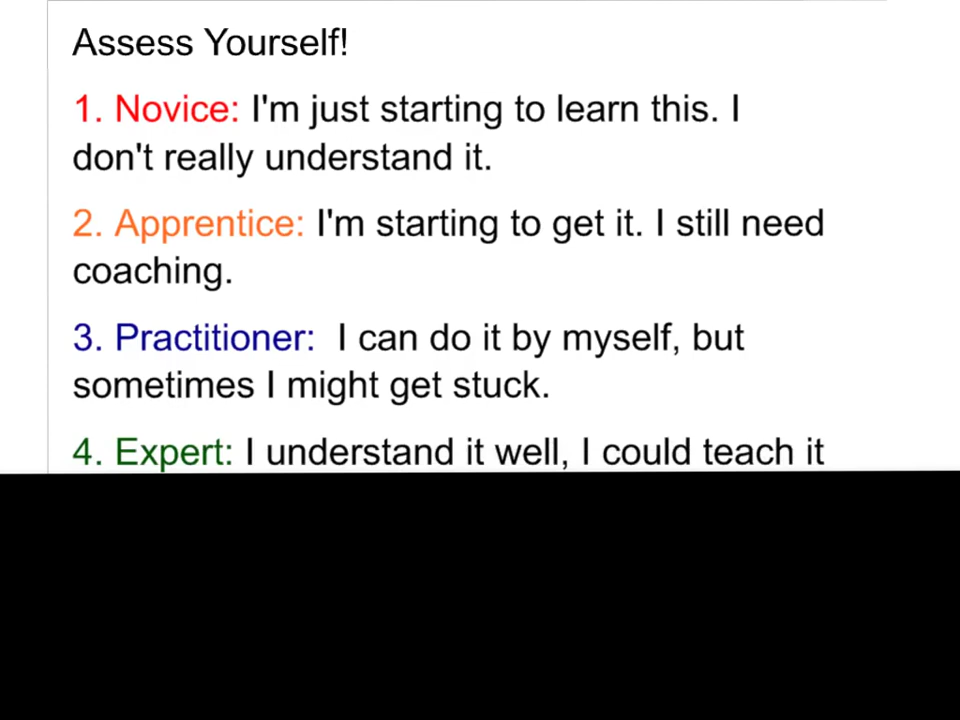 Assess Yourself!
1. Novice: I'm just starting to learn this. I
don't really understand it.
2. Apprentice: I'm starting to get it. I still need
coaching.
3. Practitioner:  I can do it by myself, but
sometimes I might get stuck.
4. Expert: I understand it well, I could teach it